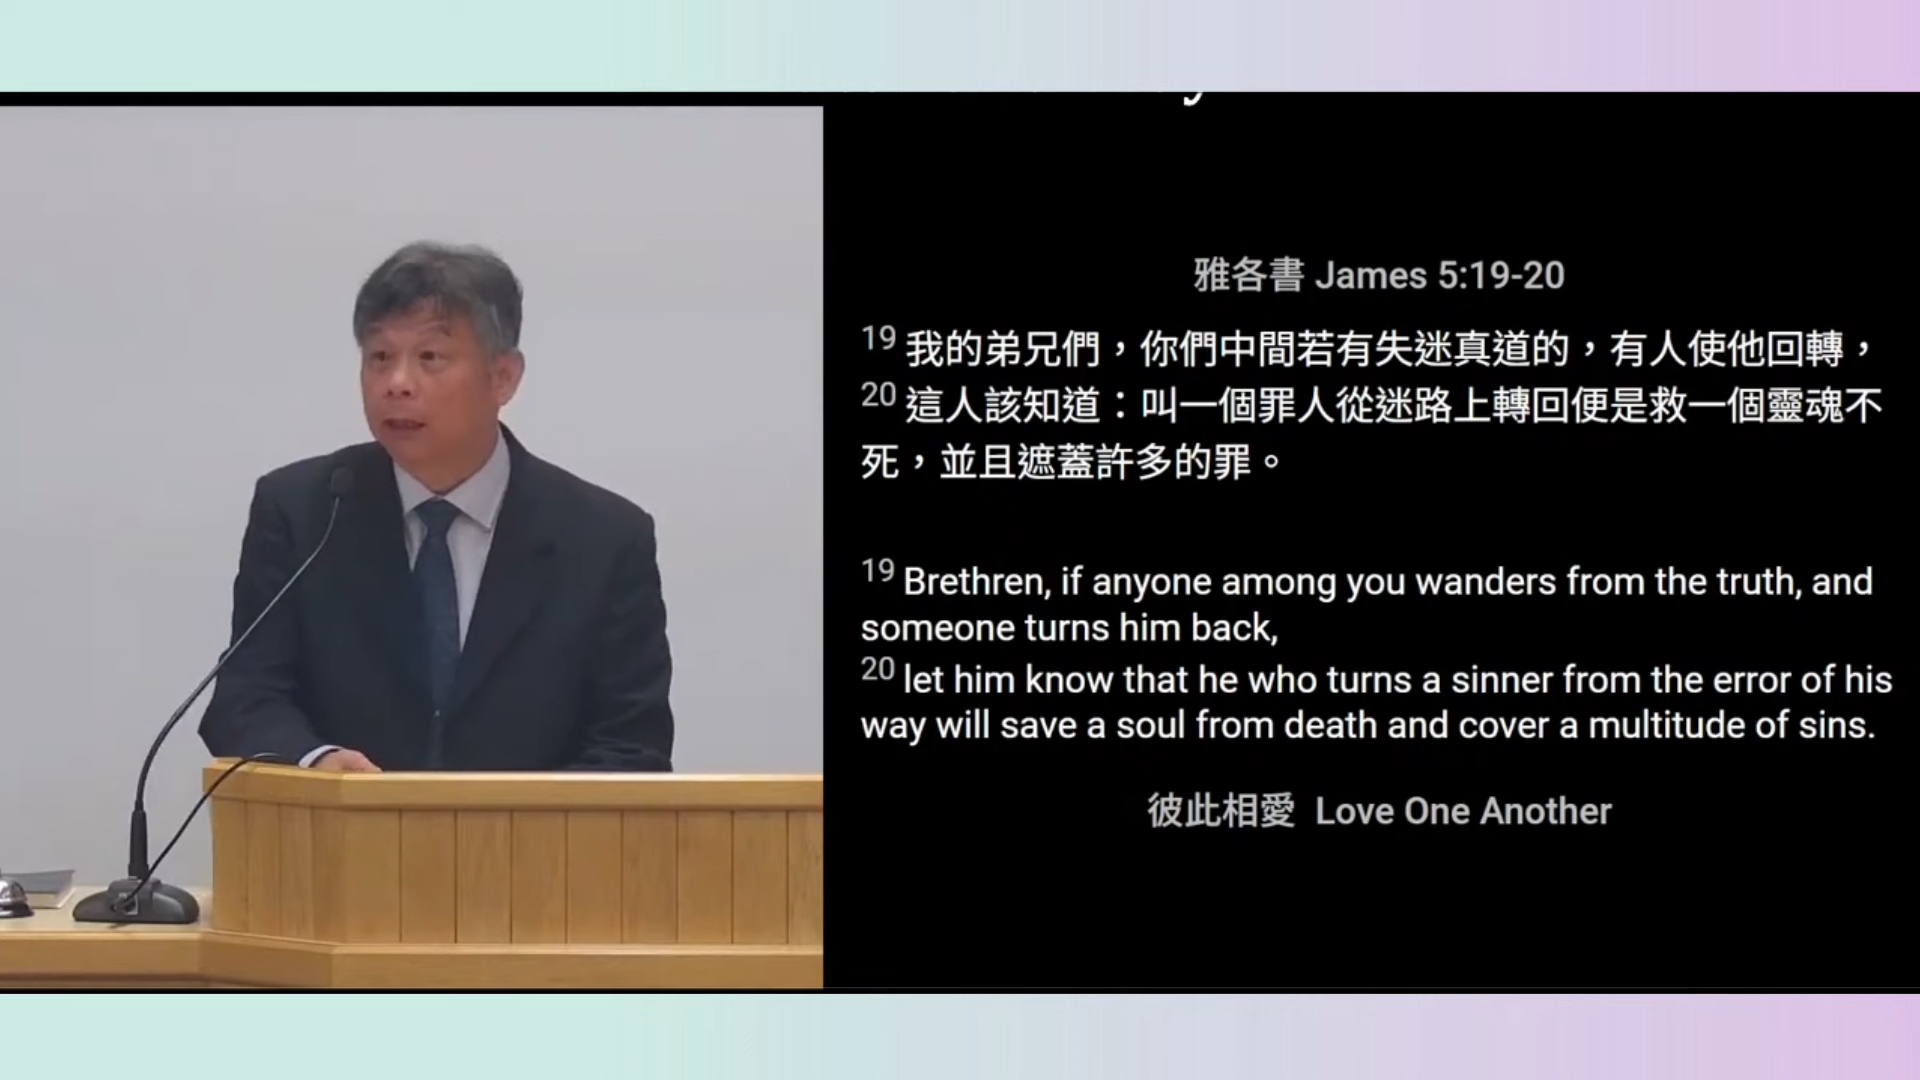 雅各書 James 5:19-20
19 我的弟兄們，你們中間若有失迷真道的，有人使他回轉，
20 這人該知道：叫一個罪人從迷路上轉回便是救一個靈魂不
死，並且遮蓋許多的罪。
19 Brethren, if anyone among you wanders from the truth, and
someone turns him back,
20 let him know that he who turns a sinner from the error of his
way will save a soul from death and cover a multitude of sins.
彼此相愛 Love One Another